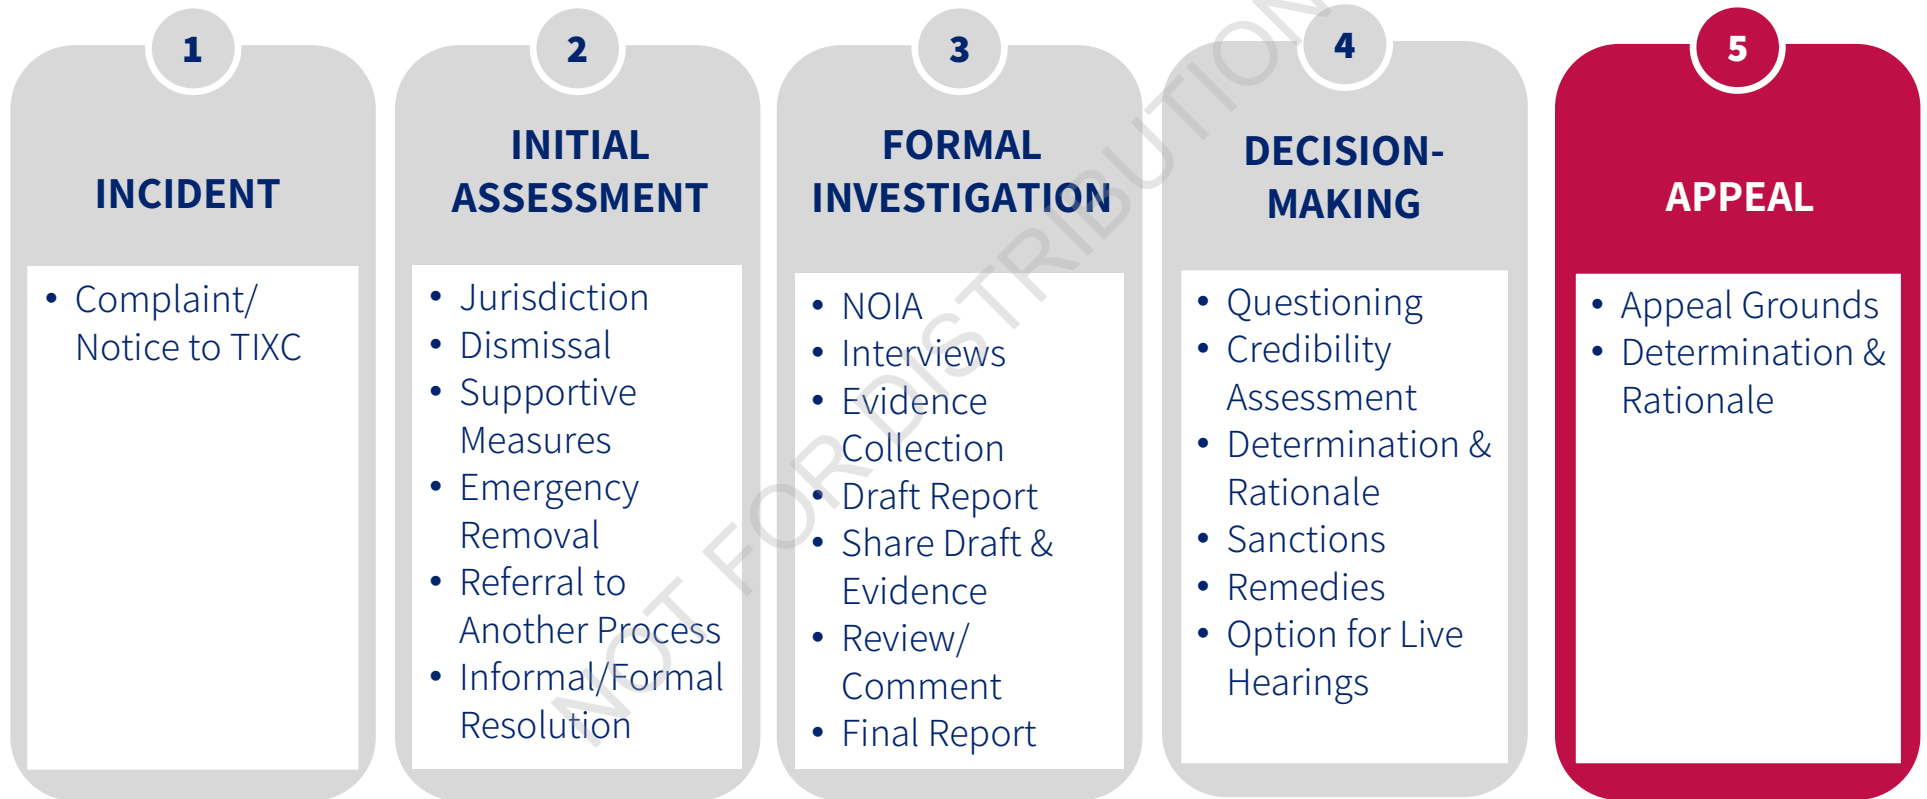 1
INCIDENT
• Complaint/
Notice to TIXC
2
INITIAL
ASSESSMENT
• Jurisdiction
• Dismissal
• Supportive
Measures
• Emergency
Removal
• Referral to
Another Process
• Informal/Formal
Resolution
3
FORMAL
INVESTIGATION
• NOIA
• Interviews
• Evidence
Collection
• Draft Report
• Share Draft &
Evidence
• Review/
Comment
• Final Report
4
DECISION-
MAKING
• Questioning
• Credibility
Assessment
• Determination &
Rationale
• Sanctions
• Remedies
• Option for Live
Hearings
5
APPEAL
• Appeal Grounds
• Determination &
Rationale
NOT FOR DISTRIBUTION